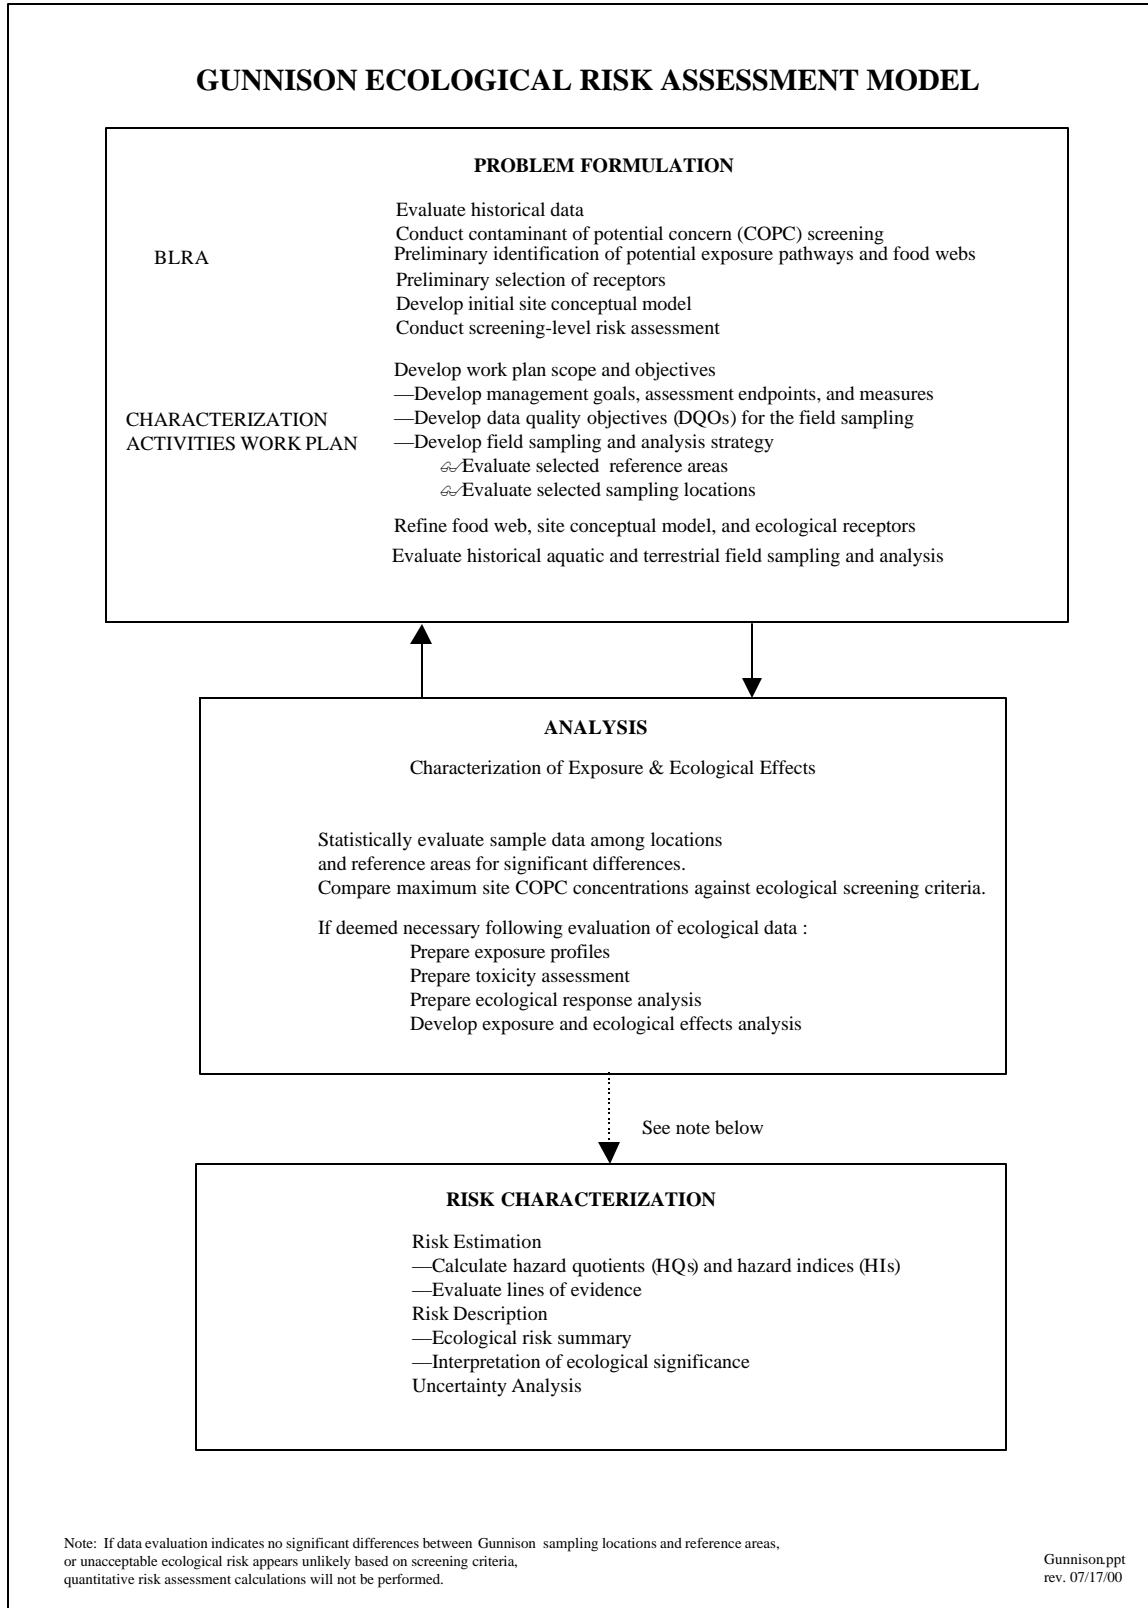 GUNNISON ECOLOGICAL RISK ASSESSMENT MODEL
PROBLEM FORMULATION
BLRA
Evaluate historical data
Conduct contaminant of potential concern (COPC) screening
Preliminary identification of potential exposure pathways and food webs
Preliminary selection of receptors
Develop initial site conceptual model
Conduct screening-level risk assessment
CHARACTERIZATION
ACTIVITIES WORK PLAN
Develop work plan scope and objectives
—Develop management goals, assessment endpoints, and measures
—Develop data quality objectives (DQOs) for the field sampling
—Develop field sampling and analysis strategy
Evaluate selected reference areas
Evaluate selected sampling locations
Refine food web, site conceptual model, and ecological receptors
Evaluate historical aquatic and terrestrial field sampling and analysis
ANALYSIS
Characterization of Exposure & Ecological Effects
Statistically evaluate sample data among locations
and reference areas for significant differences.
Compare maximum site COPC concentrations against ecological screening criteria.
If deemed necessary following evaluation of ecological data :
Prepare exposure profiles
Prepare toxicity assessment
Prepare ecological response analysis
Develop exposure and ecological effects analysis
See note below
RISK CHARACTERIZATION
Risk Estimation
—Calculate hazard quotients (HQs) and hazard indices (HIs)
—Evaluate lines of evidence
Risk Description
—Ecological risk summary
—Interpretation of ecological significance
Uncertainty Analysis
Note: If data evaluation indicates no significant differences between Gunnison sampling locations and reference areas,
or unacceptable ecological risk appears unlikely based on screening criteria,
quantitative risk assessment calculations will not be performed.
Gunnison.ppt
rev. 07/17/00